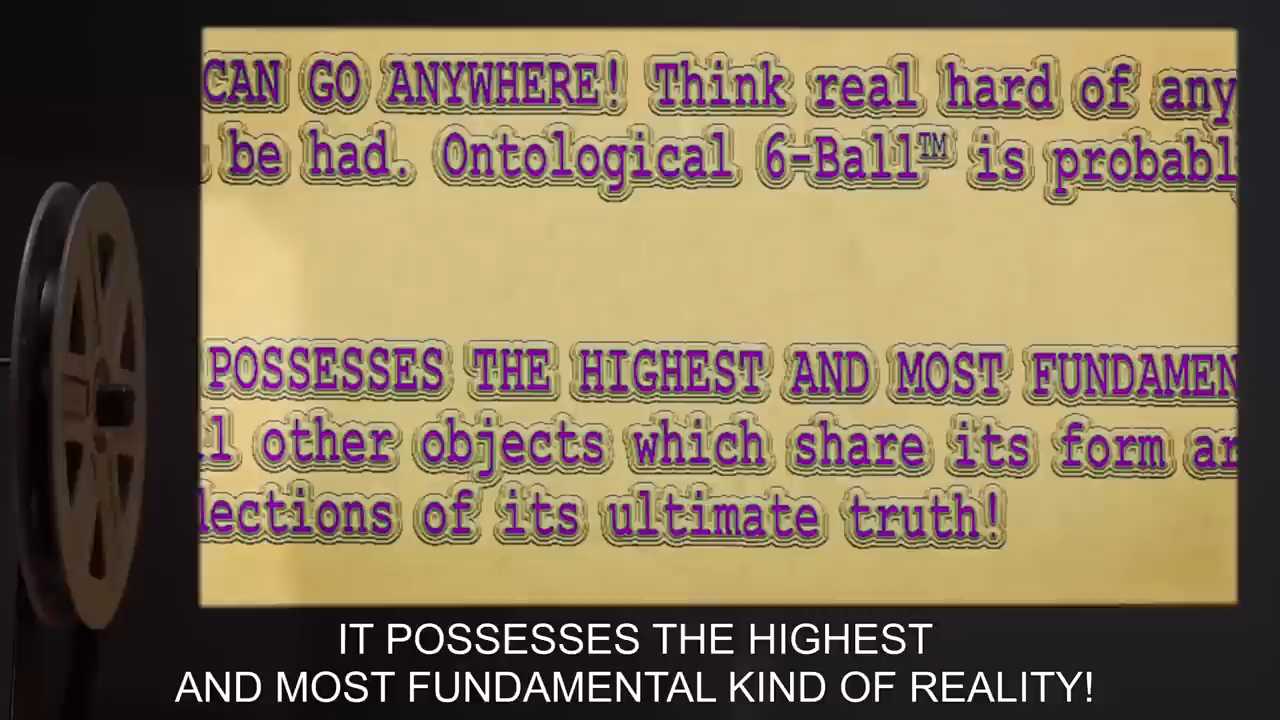 CAN GO ANYWHERE! Think real hard of any
be had. Ontological 6-Ball™ is probabl
POSSESSES THE HIGHEST AND MOST FUNDAMEN
l other objects which share its form ar
lections of its ultimate truth!
IT POSSESSES THE HIGHEST
AND MOST FUNDAMENTAL KIND OF REALITY!